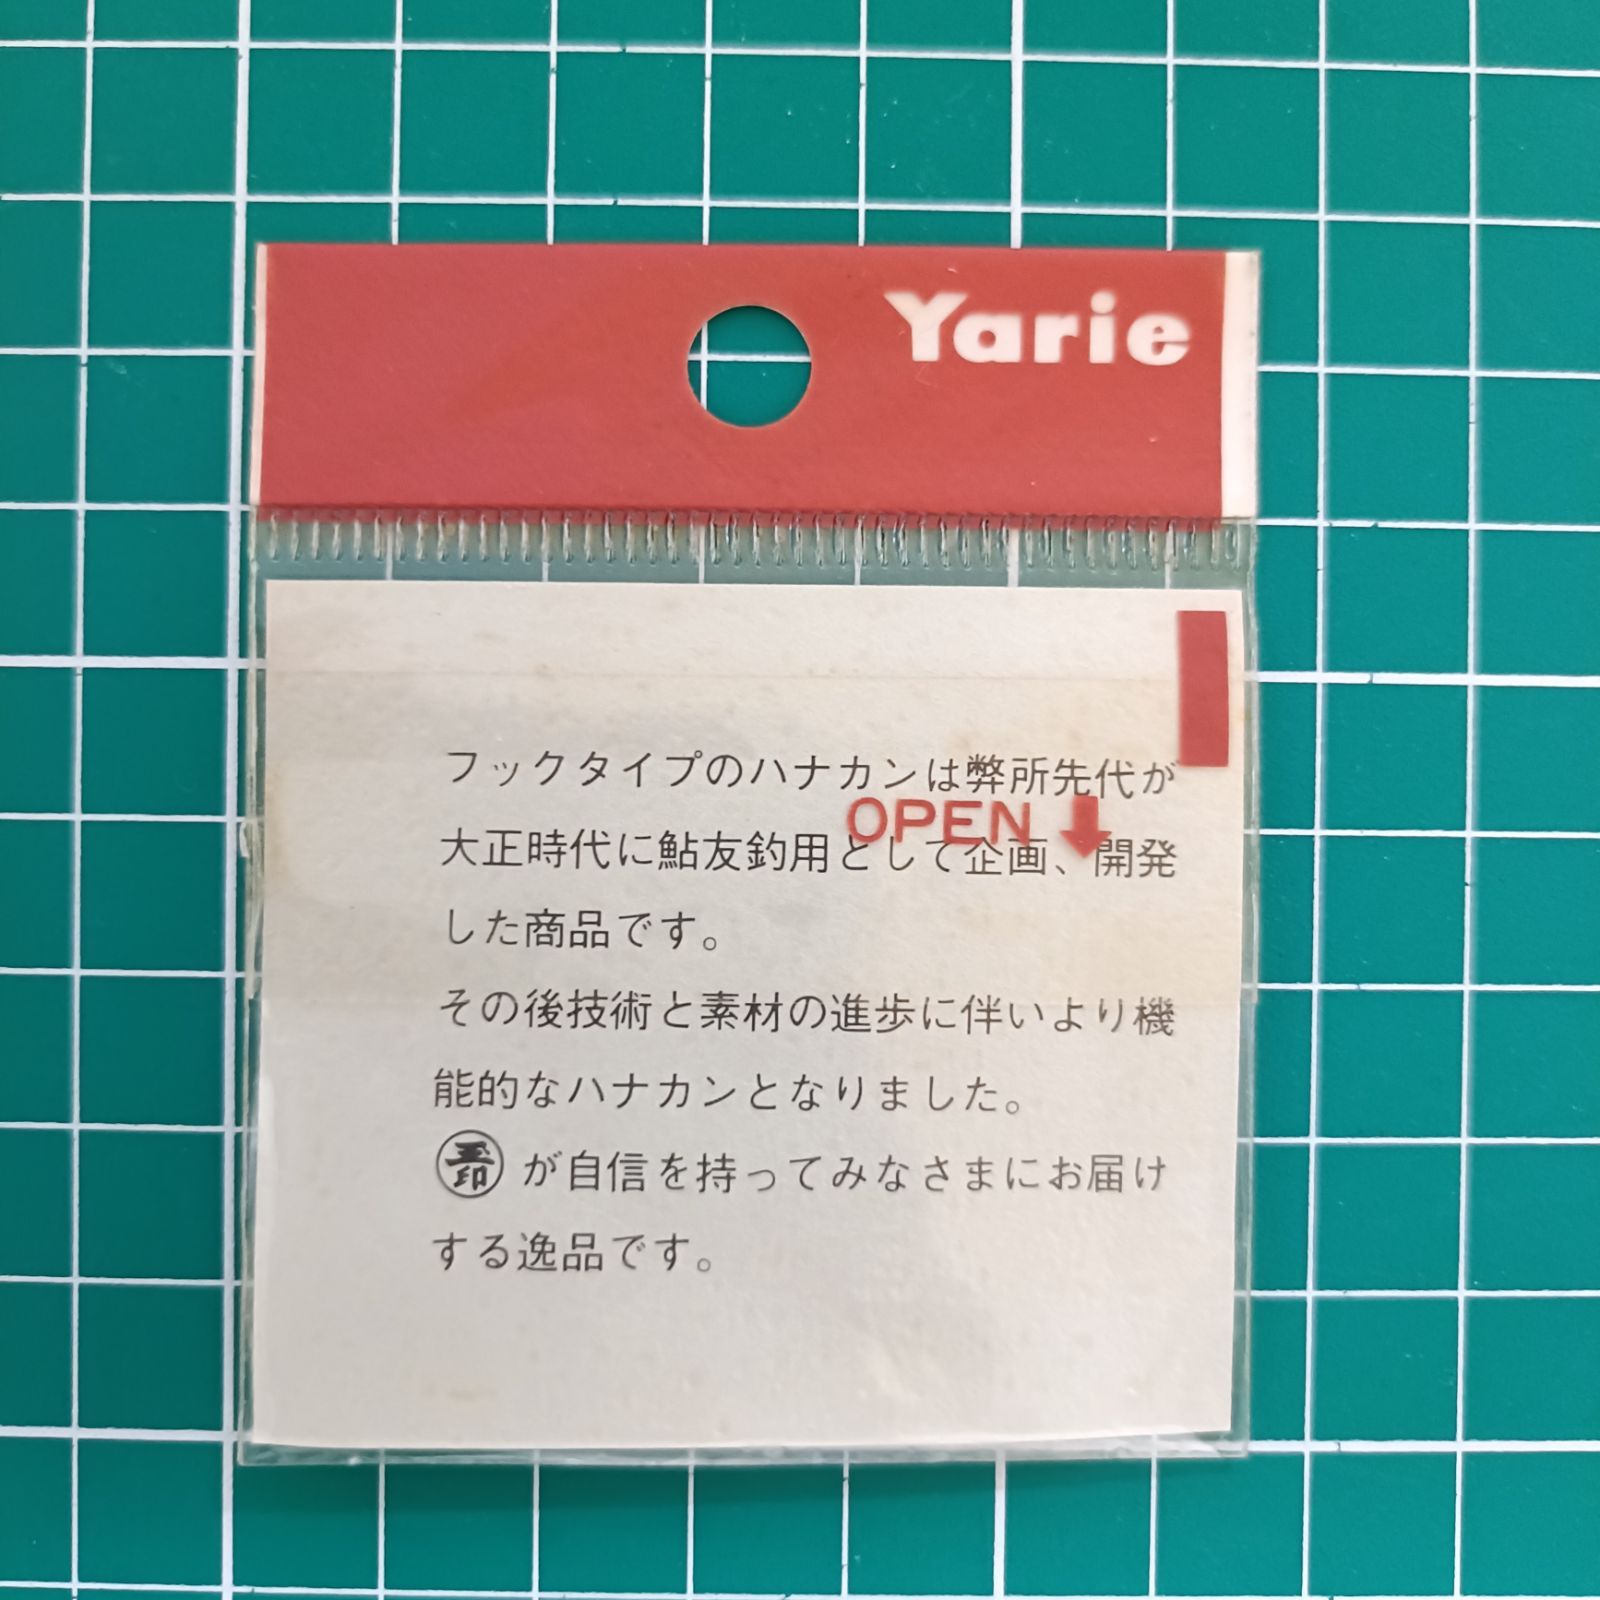 Yarie
フックタイプのハナカンは弊所先代が
OPEN
大正時代に鮎友釣用として企画、開発
した商品です。
その後技術と素材の進歩に伴いより機
能的なハナカンとなりました。
が自信を持ってみなさまにお届け
する逸品です。